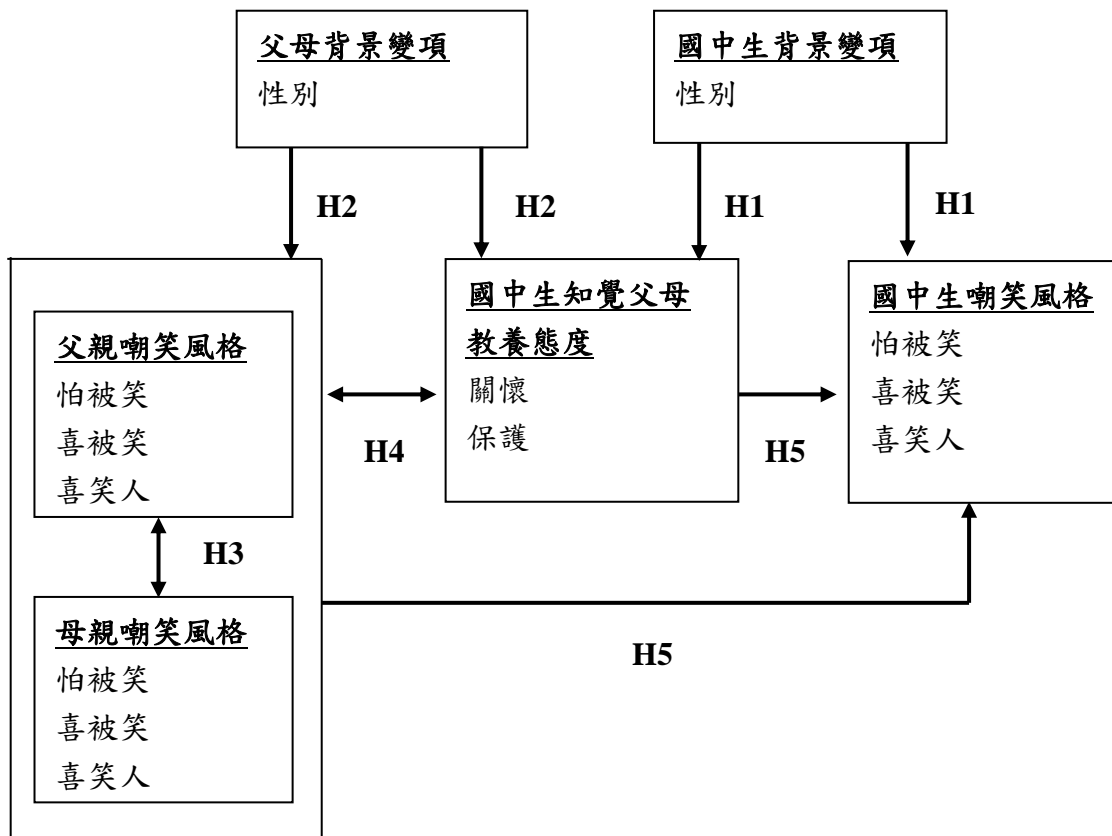 父母背景變項
性別
國中生背景變項
性別
H2
H2
H1
H1
父親嘲笑風格
怕被笑
喜被笑
喜笑人
H3
母親嘲笑風格
怕被笑
喜被笑
喜笑人
H4
國中生知覺父母
教養態度
關懷
保護
H5
國中生嘲笑風格
怕被笑
喜被笑
喜笑人
H5